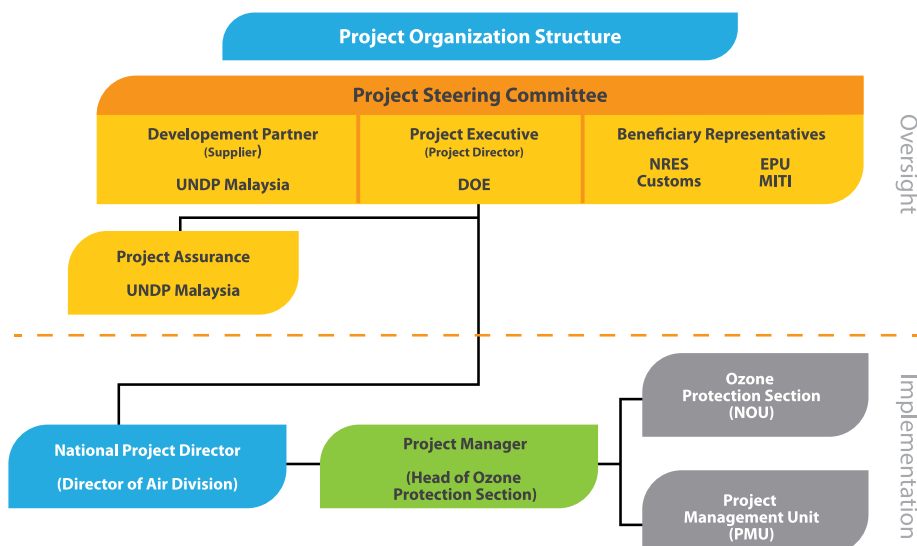 Project Organization Structure
Project Steering Committee
Developement Partner
(Supplier)
UNDP Malaysia
Project Executive
(Project Director)
DOE
Beneficiary Representatives
NRES
Customs
EPU
MITI
Oversight
Project Assurance
UNDP Malaysia
National Project Director
(Director of Air Division)
Project Manager
(Head of Ozone
Protection Section)
Ozone
Protection Section
(NOU)
Project
Management Unit
(PMU)
Implementation